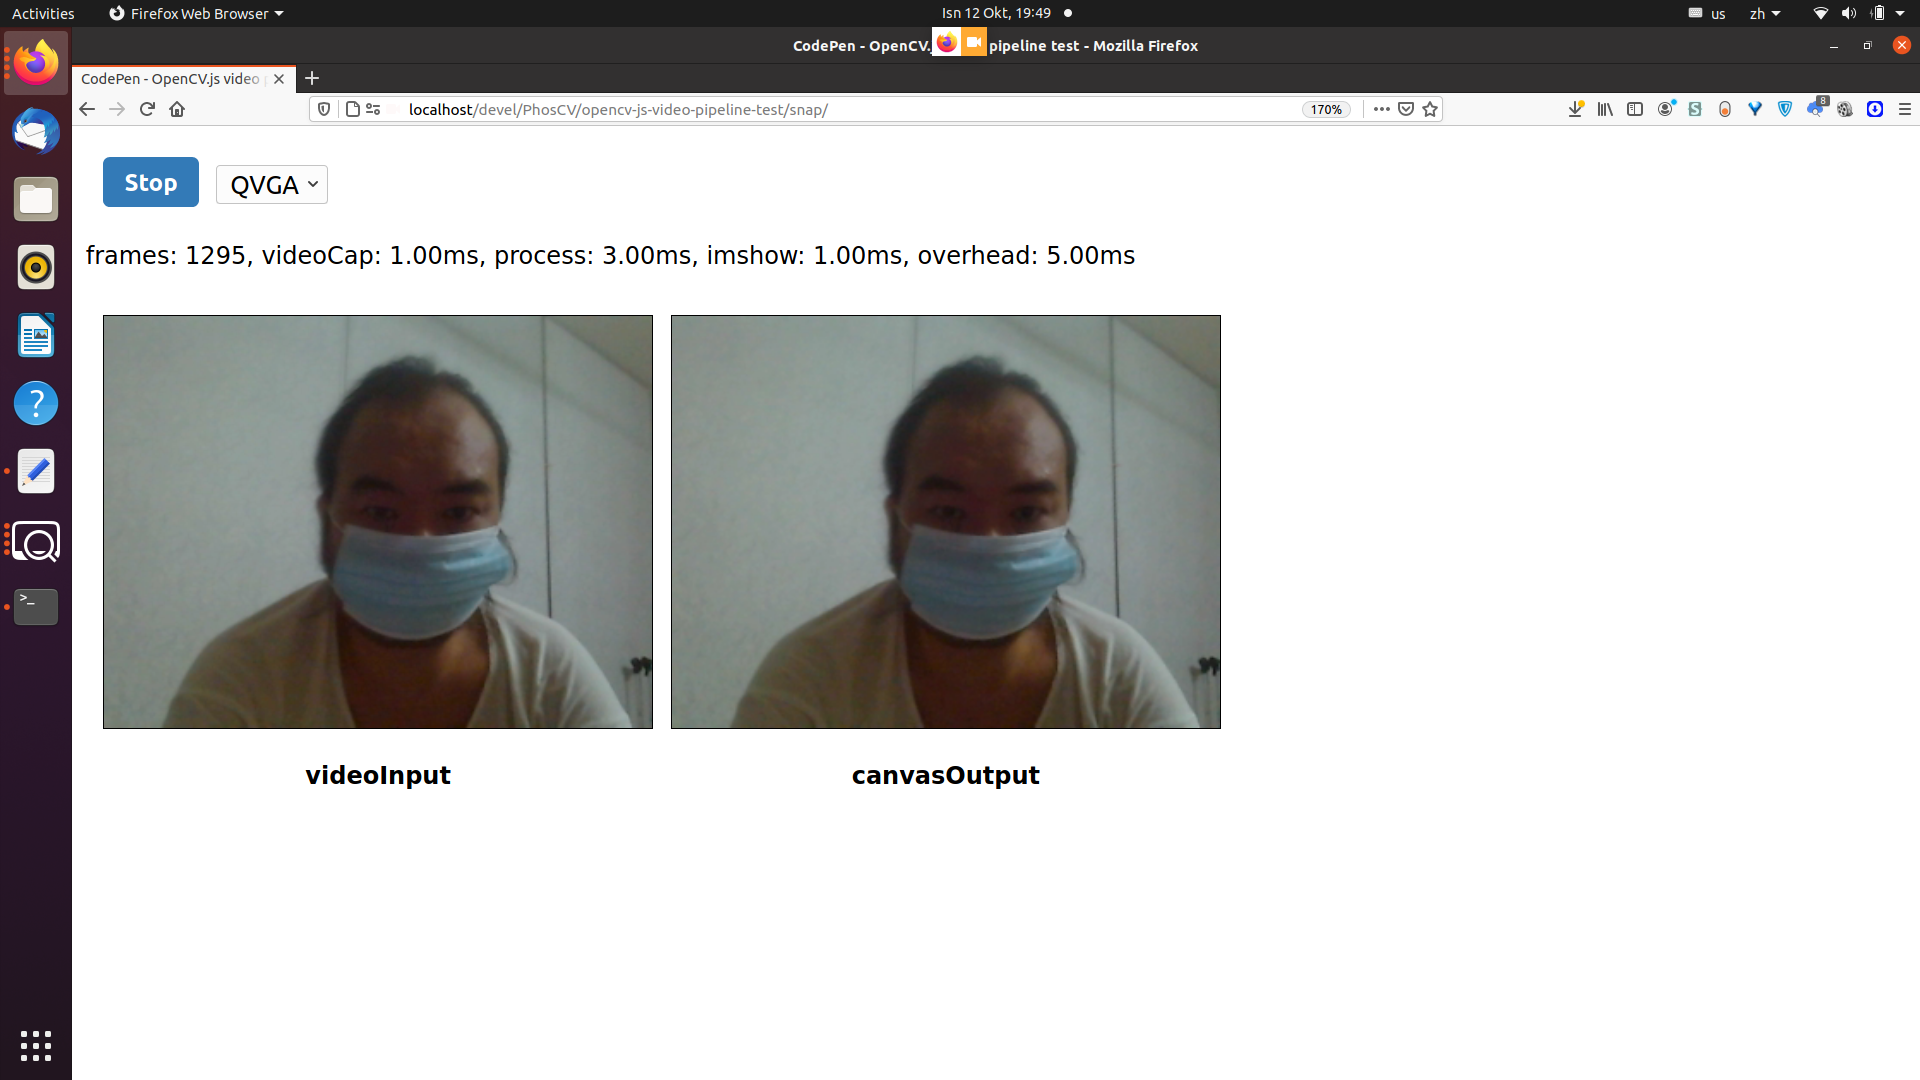 Activities
Firefox Web Browser
Isn 12 Okt, 19:49
us
zh
CodePen - OpenCV. pipeline test - Mozilla Firefox
CodePen - OpenCV.js video
localhost/devel/PhosCV/opencv-js-video-pipeline-test/snap/
170%
8
Stop
QVGA
frames: 1295, videoCap: 1.00ms, process: 3.00ms, imshow: 1.00ms, overhead: 5.00ms
videoInput
canvasOutput